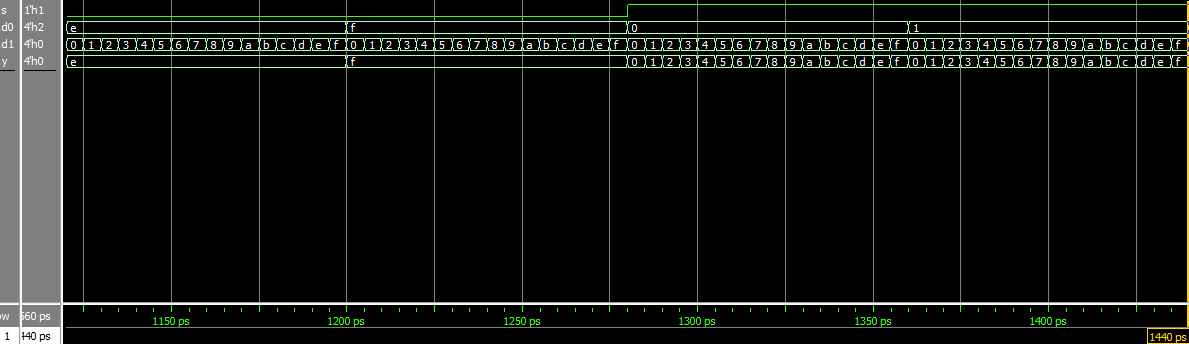 s 1'h1
d0 4'h2 e f 0 1
d1 4'h0 0 1 2 3 4 5 6 7 8 9 a b c d e f 0 1 2 3 4 5 6 7 8 9 a b c d e f 0 1 2 3 4 5 6 7 8 9 a b c d e f 0 1 2 3 4 5 6 7 8 9 a b c d e f
y 4'h0 e f 0 1 2 3 4 5 6 7 8 9 a b c d e f 0 1 2 3 4 5 6 7 8 9 a b c d e f
ow 560 ps 1150 ps 1200 ps 1250 ps 1300 ps 1350 ps 1400 ps
1 440 ps 1440 ps